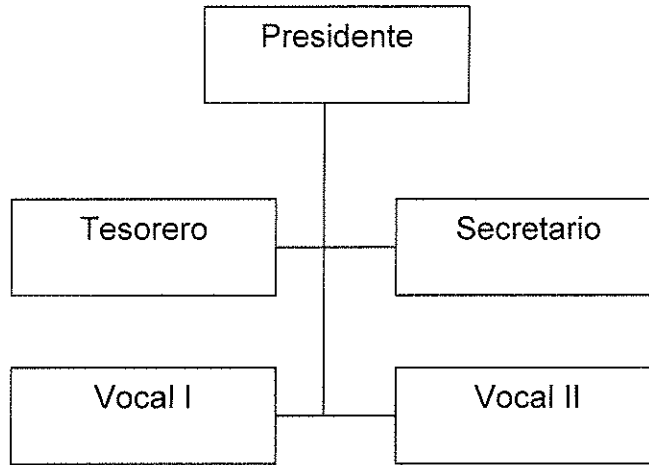 Presidente
Tesorero
Secretario
Vocal I
Vocal II